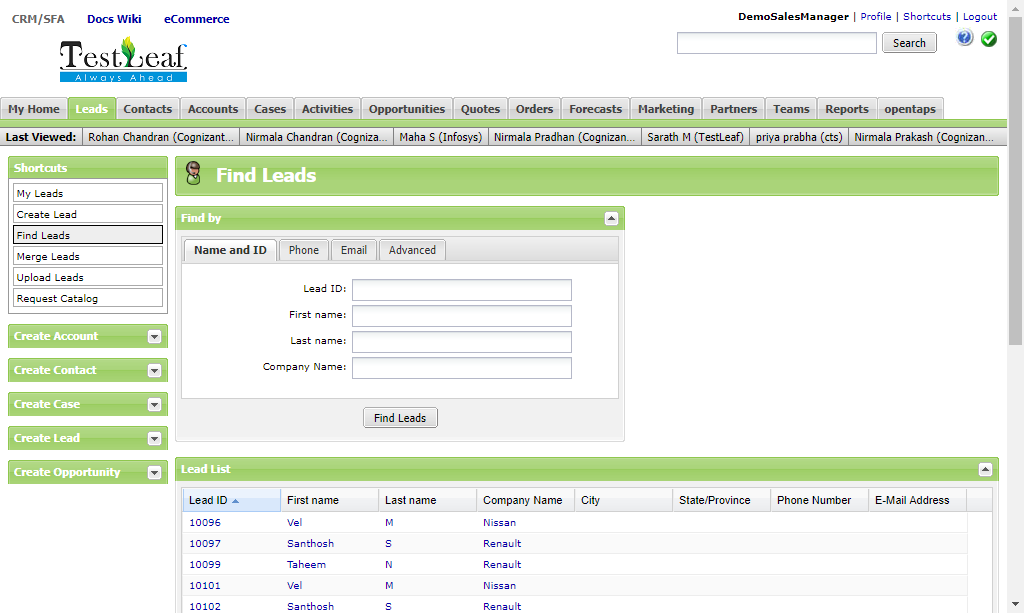 CRM/SFA Docs Wiki eCommerce
DemoSalesManager | Profile | Shortcuts | Logout
TestLeaf
Always Ahead
Search
My Home Leads Contacts Accounts Cases Activities Opportunities Quotes Orders Forecasts Marketing Partners Teams Reports opentaps
Last Viewed: Rohan Chandran (Cognizant... Nirmala Chandran (Cogniza... Maha S (Infosys) Nirmala Pradhan (Cognizan... Sarath M (TestLeaf) priya prabha (cts) Nirmala Prakash (Cognizan...
Shortcuts
My Leads
Create Lead
Find Leads
Merge Leads
Upload Leads
Request Catalog
Create Account
Create Contact
Create Case
Create Lead
Create Opportunity
Find Leads
Find by
Name and ID Phone Email Advanced
Lead ID:
First name:
Last name:
Company Name:
Find Leads
Lead List
Lead ID First name Last name Company Name City State/Province Phone Number E-Mail Address
10096 Vel M Nissan
10097 Santhosh S Renault
10099 Taheem N Renault
10101 Vel M Nissan
10102 Santhosh S Renault